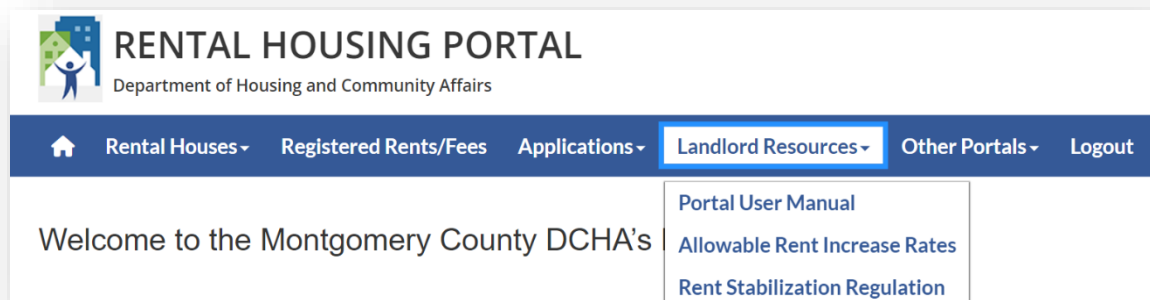 RENTAL HOUSING PORTAL
Department of Housing and Community Affairs
Rental Houses Registered Rents/Fees Applications Landlord Resources Other Portals Logout
Portal User Manual
Welcome to the Montgomery County DCHA's
Allowable Rent Increase Rates
Rent Stabilization Regulation